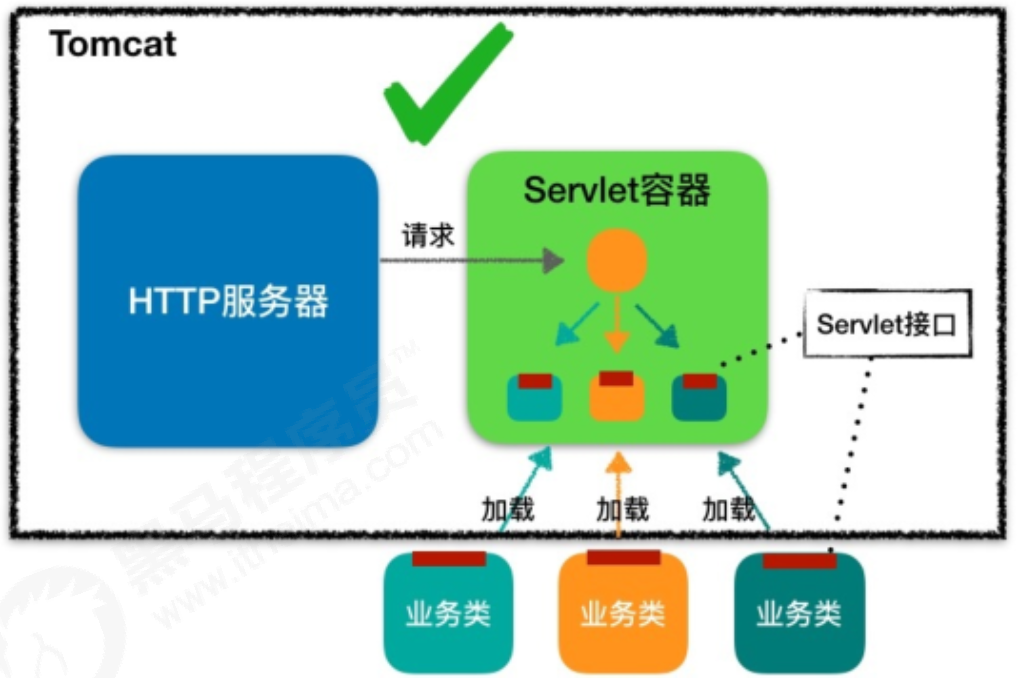 Tomcat
Servlet容器
请求
HTTP服务器
Servlet接口
加载
加载
加载
业务类
业务类
业务类
黑马程序员™
www.itheima.com